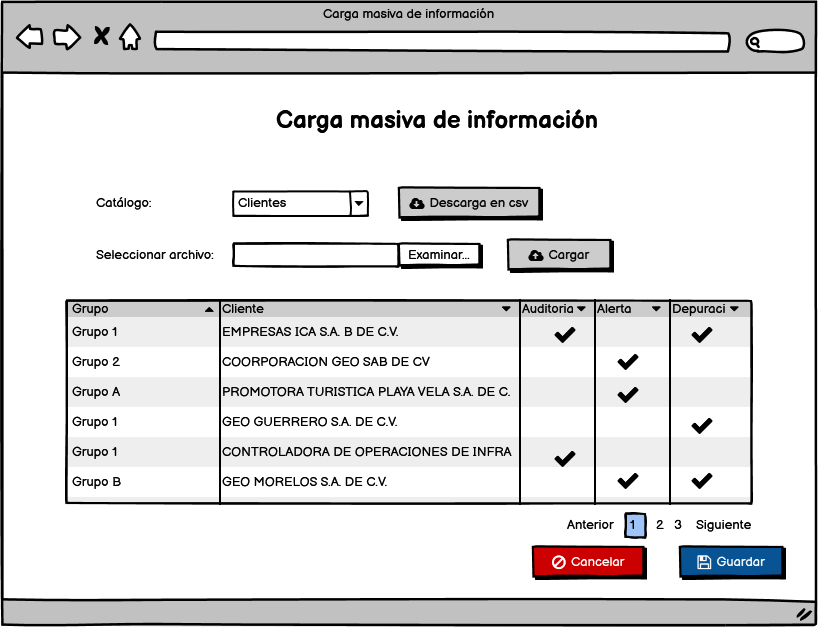 Carga masiva de información
Carga masiva de información
Catálogo:
Clientes
Descarga en csv
Seleccionar archivo:
Examinar...
Cargar
Grupo Cliente Auditoria Alerta Depuraci
Grupo 1 EMPRESAS ICA S.A. B DE C.V.
Grupo 2 COORPORACION GEO SAB DE CV
Grupo A PROMOTORA TURISTICA PLAYA VELA S.A. DE C.
Grupo 1 GEO GUERRERO S.A. DE C.V.
Grupo 1 CONTROLADORA DE OPERACIONES DE INFRA
Grupo B GEO MORELOS S.A. DE C.V.
Anterior 1 2 3 Siguiente
Cancelar
Guardar